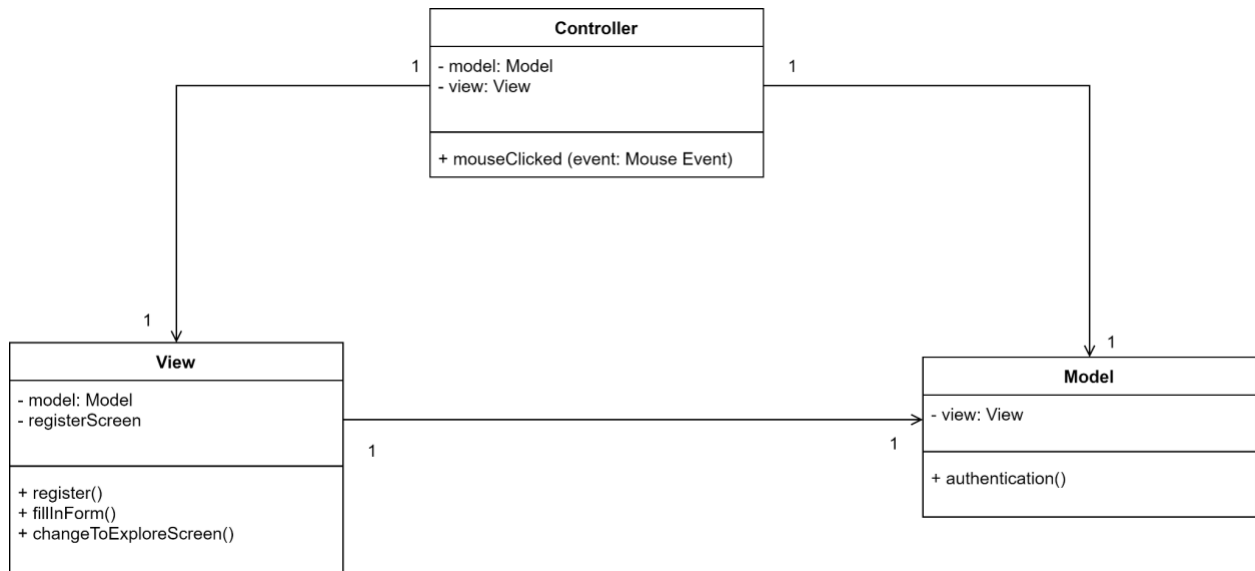 Controller
- model: Model
- view: View
+ mouseClicked (event: Mouse Event)
1
1
1
1
View
- model: Model
- registerScreen
+ register()
+ fillInForm()
+ changeToExploreScreen()
1
1
Model
- view: View
+ authentication()